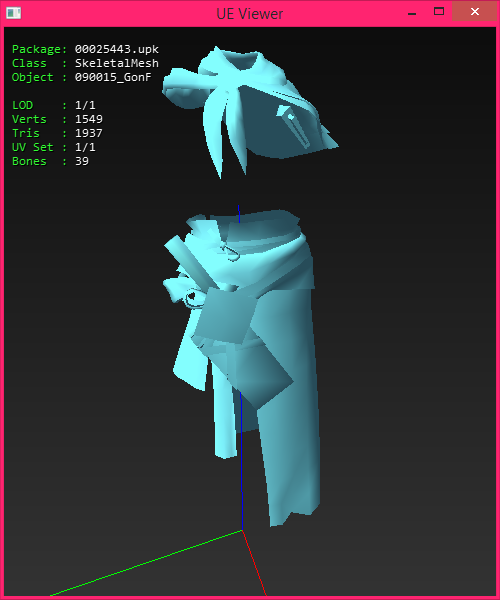 UE Viewer
Package: 00025443.upk
Class  : SkeletalMesh
Object : 090015_GonF
LOD    : 1/1
Verts  : 1549
Tris   : 1937
UV Set : 1/1
Bones  : 39